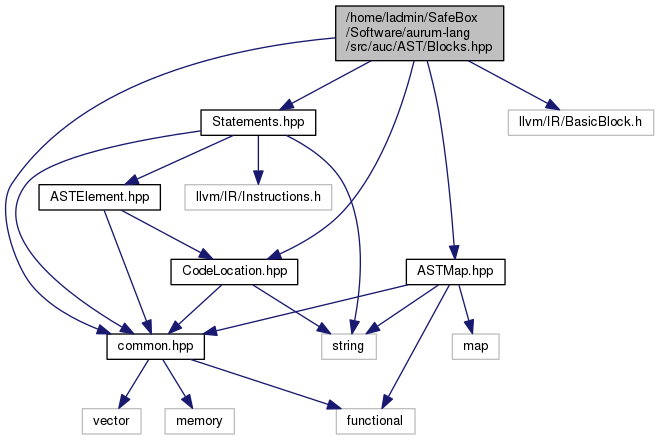 /home/ladmin/SafeBox
/Software/aurum-lang
/src/auc/AST/Blocks.hpp
Statements.hpp
llvm/IR/BasicBlock.h
ASTElement.hpp
llvm/IR/Instructions.h
CodeLocation.hpp
ASTMap.hpp
common.hpp
string
map
vector
memory
functional